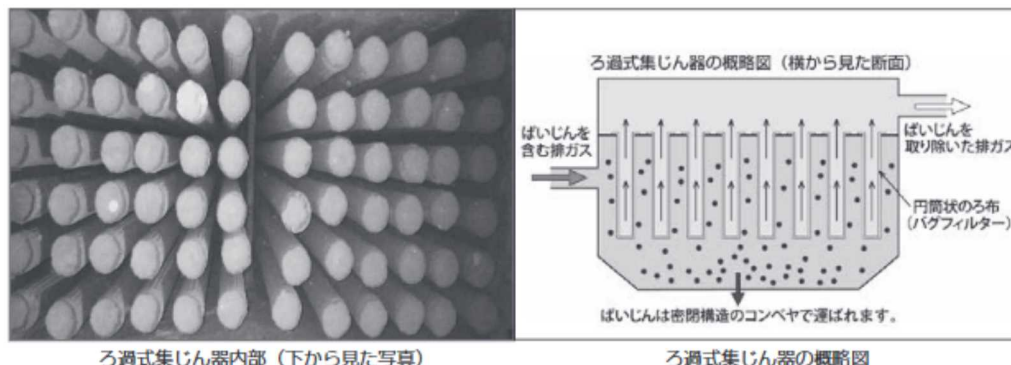 ろ過式集じん器の概略図（横から見た断面）
ばいじんを
含む排ガス
ばいじんを
取り除いた排ガス
円筒状のろ布
（バグフィルター）
ばいじんは密閉構造のコンベヤで運ばれます。
ろ過式集じん器内部（下から見た写真）
ろ過式集じん器の概略図